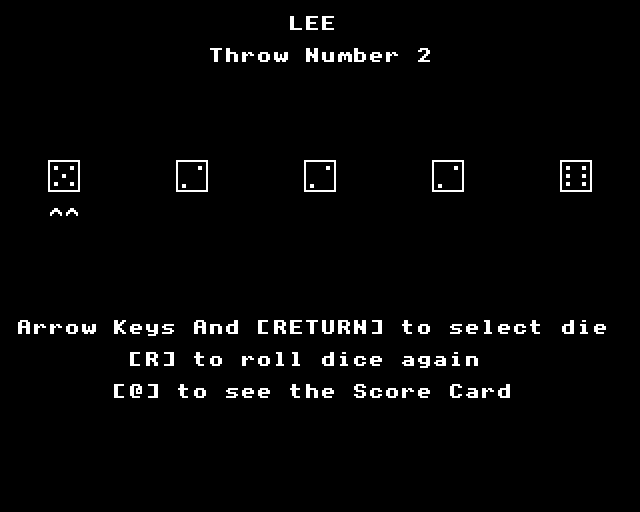 LEE
Throw Number 2
^^
Arrow Keys And [RETURN] to select die
[R] to roll dice again
[@] to see the Score Card